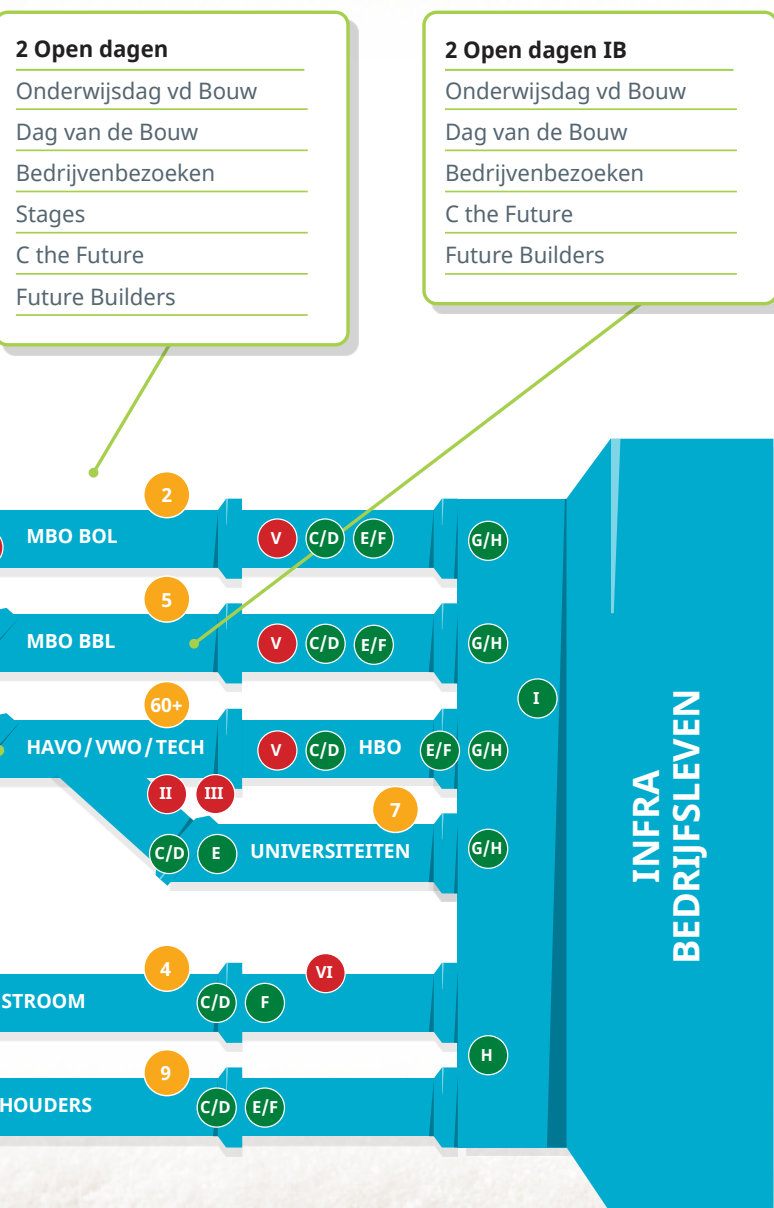 2 Open dagen
Onderwijsdag vd Bouw
Dag van de Bouw
Bedrijvenbezoeken
Stages
C the Future
Future Builders
2 Open dagen IB
Onderwijsdag vd Bouw
Dag van de Bouw
Bedrijvenbezoeken
C the Future
Future Builders
2
MBO BOL
V C/D E/F G/H
5
MBO BBL
V C/D E/F G/H
I
60+
HAVO/VWO/TECH
V C/D HBO E/F G/H
II III
7
C/D E UNIVERSITEITEN G/H
INFRA
BEDRIJFSLEVEN
4
VI
STROOM C/D F
H
9
HOUDERS C/D E/F